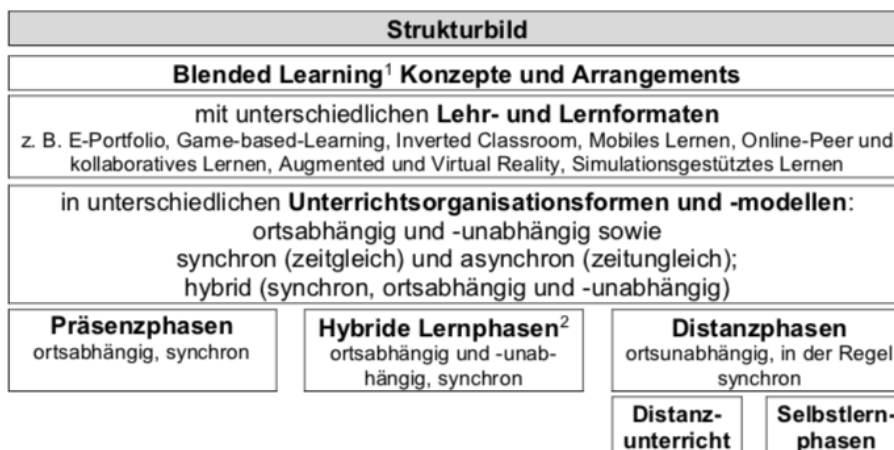 Strukturbild
Blended Learning¹ Konzepte und Arrangements
mit unterschiedlichen Lehr- und Lernformaten
z. B. E-Portfolio, Game-based-Learning, Inverted Classroom, Mobiles Lernen, Online-Peer und
kollaboratives Lernen, Augmented und Virtual Reality, Simulationsgestütztes Lernen
in unterschiedlichen Unterrichtsorganisationsformen und -modellen:
ortsabhängig und -unabhängig sowie
synchron (zeitgleich) und asynchron (zeitungleich);
hybrid (synchron, ortsabhängig und -unabhängig)
Präsenzphasen
ortsabhängig, synchron
Hybride Lernphasen²
ortsabhängig und -unab-
hängig, synchron
Distanzphasen
ortsunabhängig, in der Regel
synchron
Distanz-
unterricht
Selbstlern-
phasen